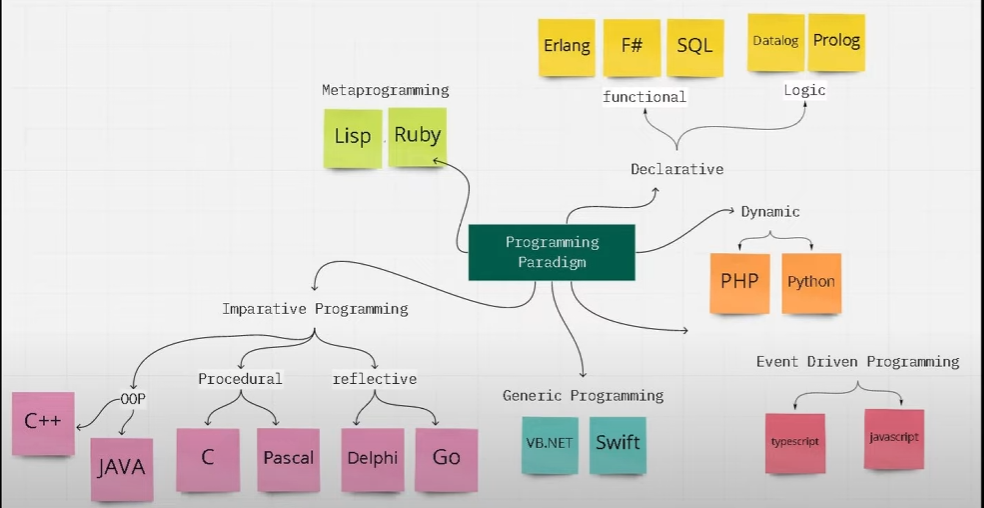 Erlang
F#
SQL
Datalog
Prolog
functional
Logic
Metaprogramming
Lisp
Ruby
Declarative
Dynamic
PHP
Python
Programming
Paradigm
Imparative Programming
OOP
C++
JAVA
Procedural
C
Pascal
reflective
Delphi
Go
Generic Programming
VB.NET
Swift
Event Driven Programming
typescript
javascript